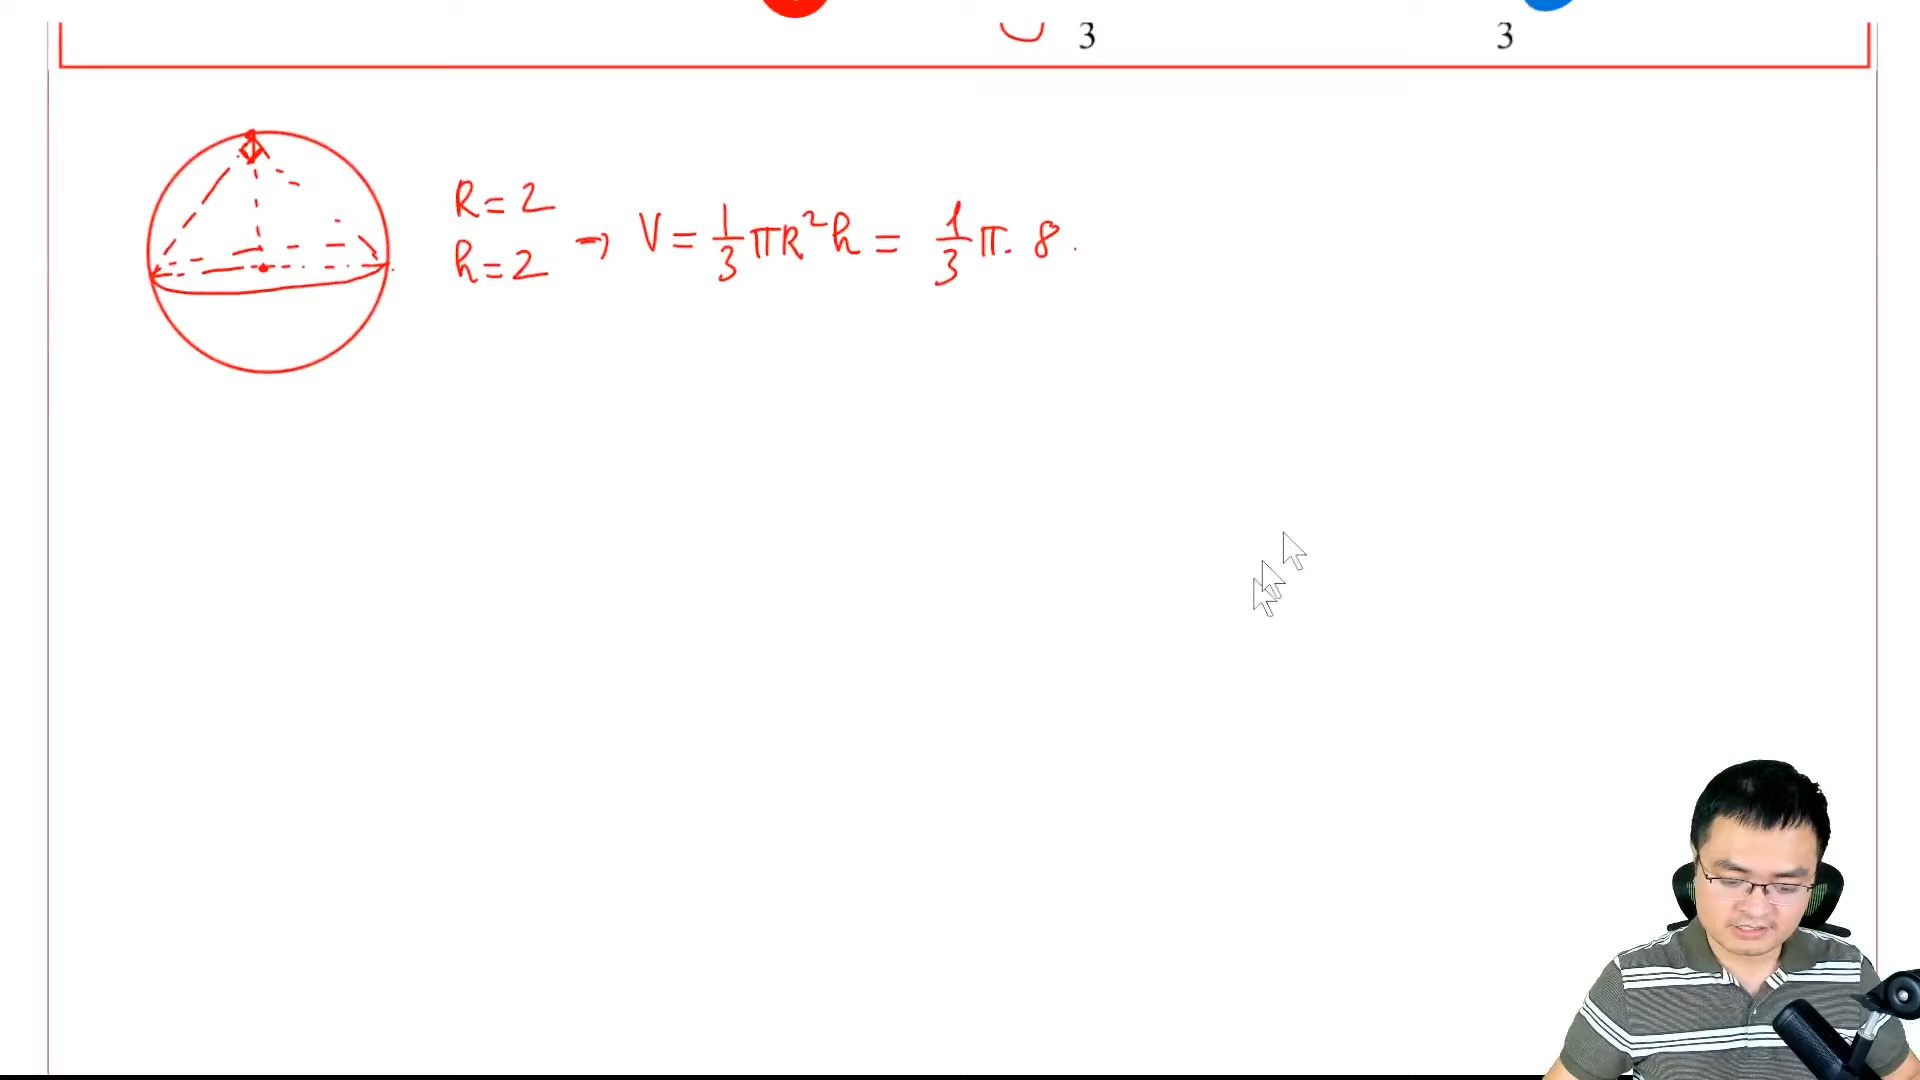 3 3
R = 2
h = 2
→ V = 1/3 πR²h = 1/3 π. 8.